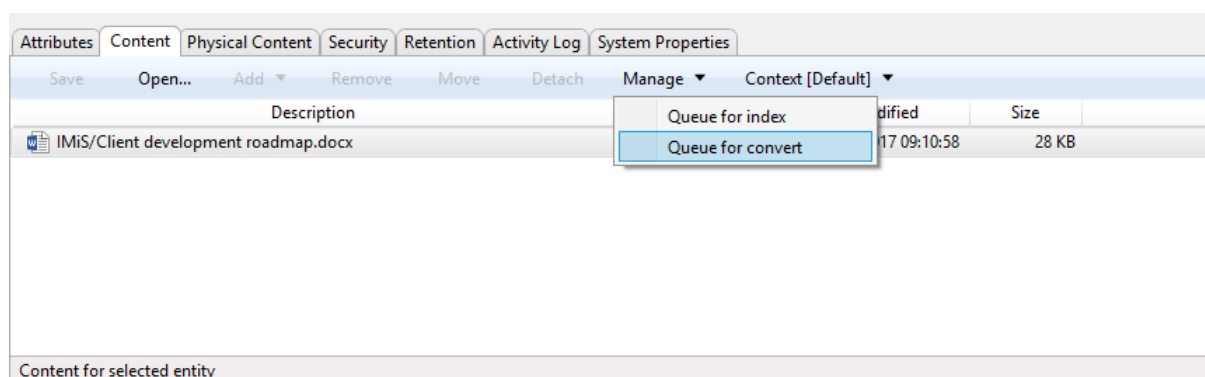 Attributes Content Physical Content Security Retention Activity Log System Properties
Save Open... Add Remove Move Detach Manage Context [Default]
Description dified Size
Queue for index
IMiS/Client development roadmap.docx 17 09:10:58 28 KB
Queue for convert
Content for selected entity